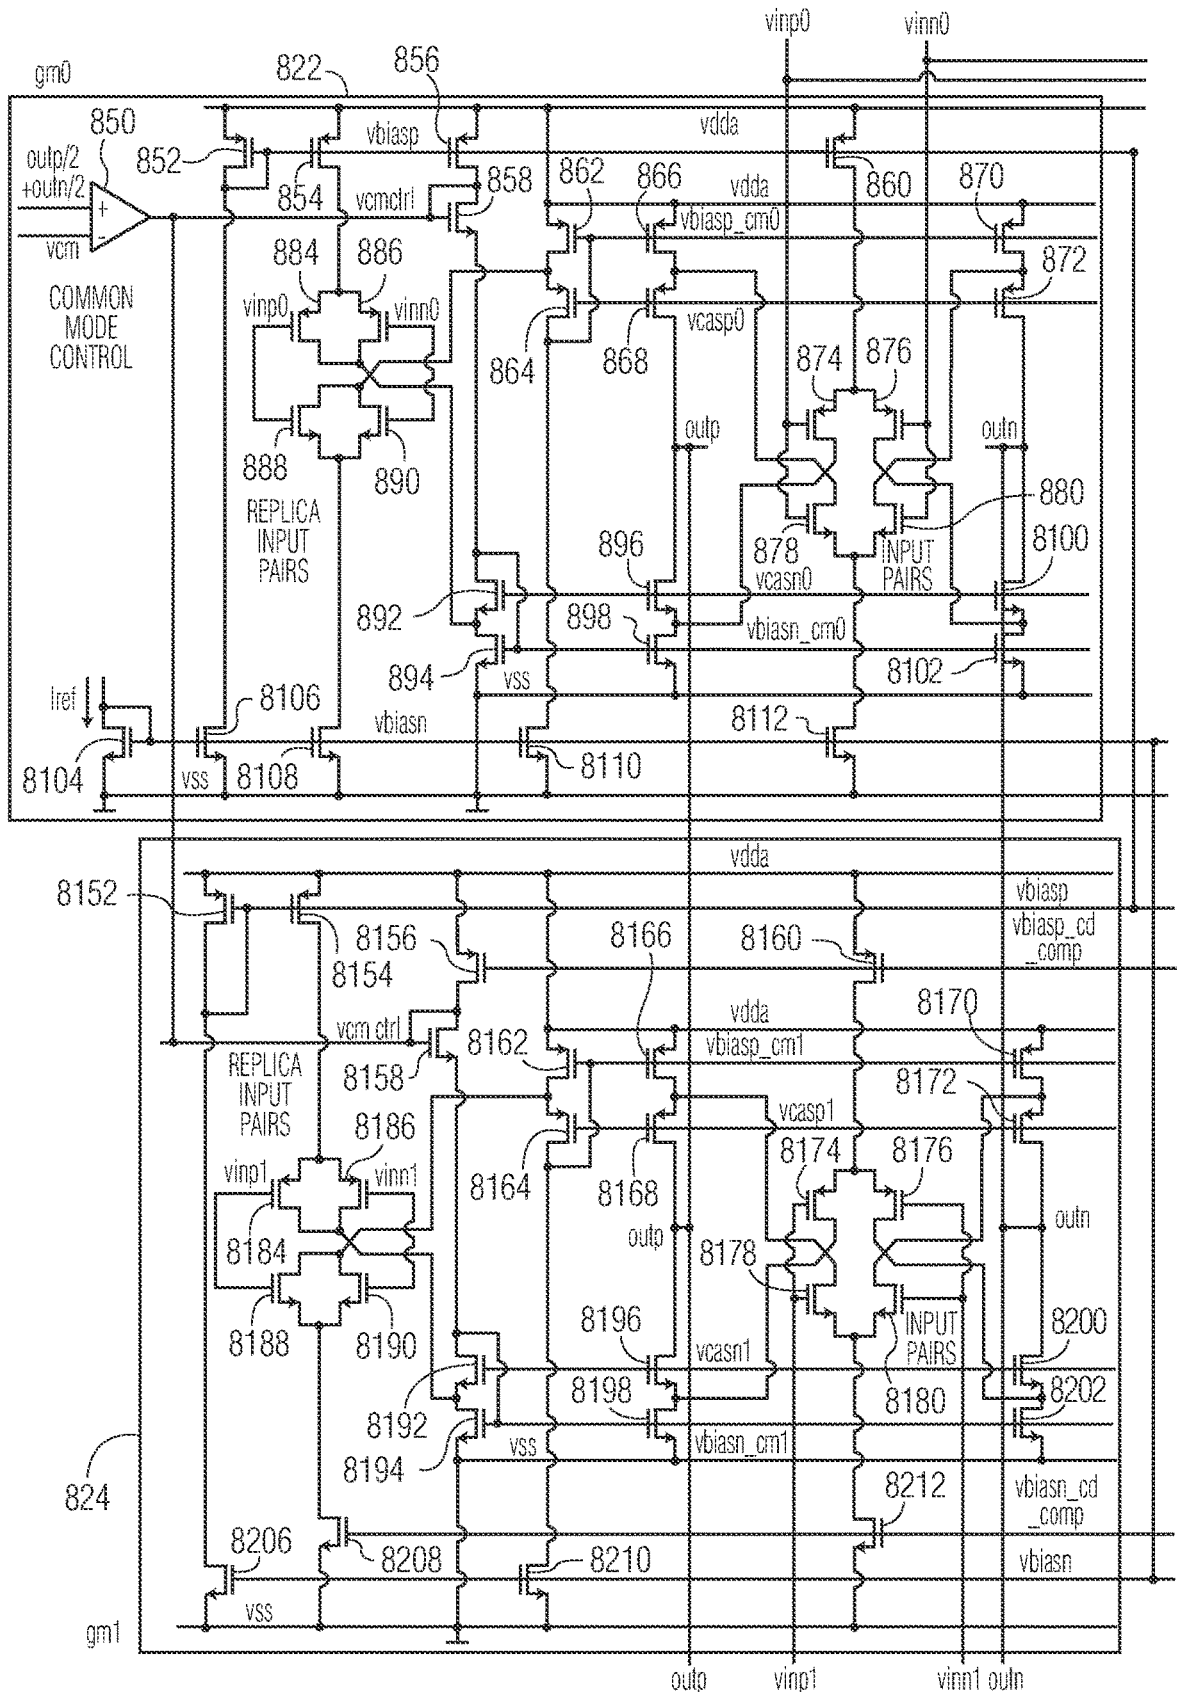 vinp0
vinn0
gm0
822
856
850
852
vbiasp
vdda
outp/2
+outn/2
854
858
862
866
860
870
vdda
vcmctrl
vbiasp_cm0
vcm
884
886
872
COMMON
MODE
CONTROL
vinp0
vinn0
864
868
vcasp0
874
876
888
890
outp
outn
880
REPLICA
INPUT
PAIRS
878
INPUT
PAIRS
896
8100
892
vcasn0
898
vbiasn_cm0
894
vss
8102
Iref
8106
vbiasn
8112
8104
vss
8108
8110
vdda
8152
vbiasp
8154
8156
8166
8160
vbiasp_cd
_comp
vcm ctrl
8162
vdda
vbiasp_cm1
8170
REPLICA
INPUT
PAIRS
8158
8172
8186
vcasp1
vinp1
vinn1
8164
8168
8174
8176
8184
outp
8178
outn
8188
8190
8196
INPUT
PAIRS
8200
vcasn1
8192
8198
8180
8202
8194
vss
vbiasn_cm1
824
8212
vbiasn_cd
_comp
8206
8208
8210
vbiasn
vss
gm1
outp
vinp1
vinn1
outn